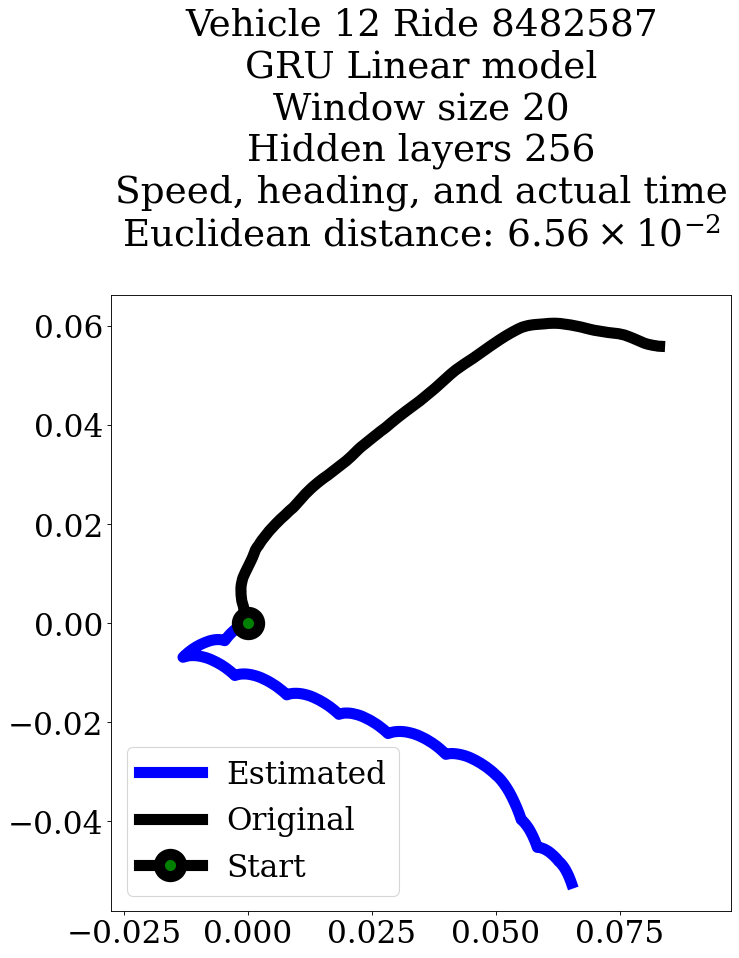 Vehicle 12 Ride 8482587
GRU Linear model
Window size 20
Hidden layers 256
Speed, heading, and actual time
Euclidean distance: 6.56 × 10⁻²
0.06
0.04
0.02
0.00
−0.02
−0.04
Estimated
Original
Start
−0.025 0.000 0.025 0.050 0.075